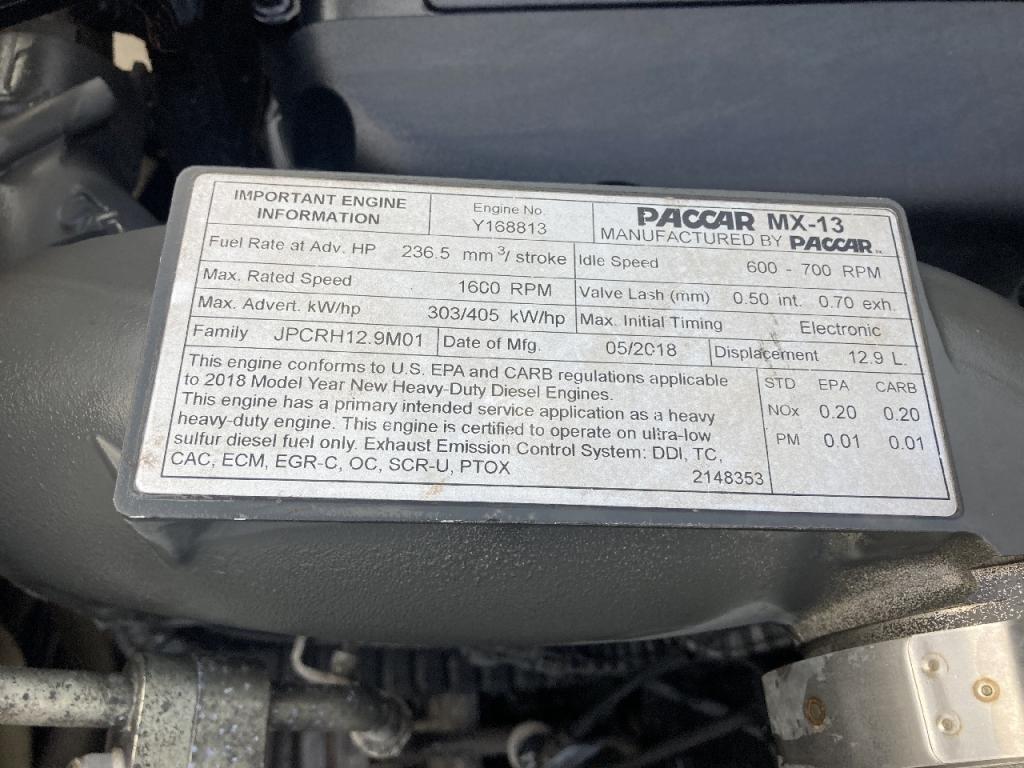 IMPORTANT ENGINE
INFORMATION
Engine No.
Y168813
PACCAR MX-13
MANUFACTURED BY PACCAR
Fuel Rate at Adv. HP 236.5 mm³/ stroke
Idle Speed 600 - 700 RPM
Max. Rated Speed 1600 RPM
Valve Lash (mm) 0.50 int. 0.70 exh.
Max. Advert. kW/hp 303/405 kW/hp
Max. Initial Timing Electronic
Family JPCRH12.9M01
Date of Mfg. 05/2018
Displacement 12.9 L.
This engine conforms to U.S. EPA and CARB regulations applicable
to 2018 Model Year New Heavy-Duty Diesel Engines.
This engine has a primary intended service application as a heavy
heavy-duty engine. This engine is certified to operate on ultra-low
sulfur diesel fuel only. Exhaust Emission Control System: DDI, TC,
CAC, ECM, EGR-C, OC, SCR-U, PTOX
2148353
STD EPA CARB
NOx 0.20 0.20
PM 0.01 0.01